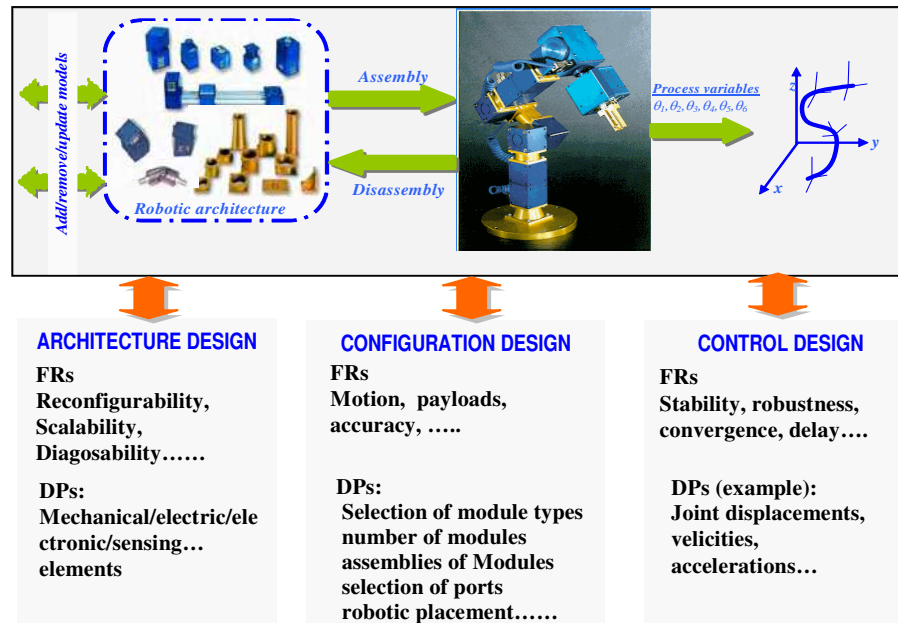 Add/remove/update models
Robotic architecture
Assembly
Disassembly
Process variables
θ1, θ2, θ3, θ4, θ5, θ6
z
y
x
ARCHITECTURE DESIGN
FRs
Reconfigurability,
Scalability,
Diagosability……
DPs:
Mechanical/electric/ele
ctronic/sensing…
elements
CONFIGURATION DESIGN
FRs
Motion, payloads,
accuracy, …..
DPs:
Selection of module types
number of modules
assemblies of Modules
selection of ports
robotic placement……
CONTROL DESIGN
FRs
Stability, robustness,
convergence, delay….
DPs (example):
Joint displacements,
velicities,
accelerations…